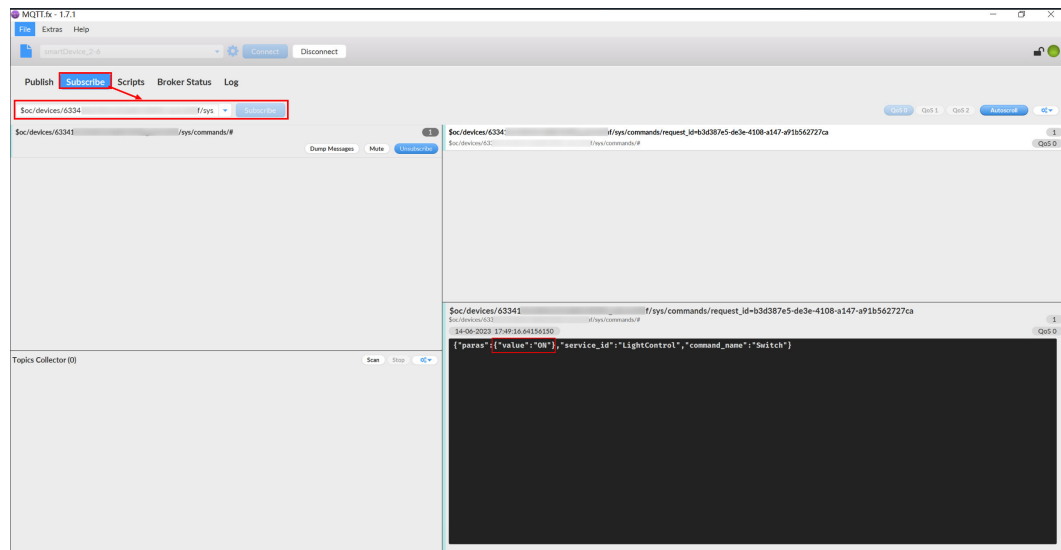 MQTT.fx - 1.7.1
File Extras Help
smartDevice_2-6 Connect Disconnect
Publish Subscribe Scripts Broker Status Log
$oc/devices/6334 f/sys Subscribe QoS 0 QoS 1 QoS 2 Autoscroll
$oc/devices/63341 /sys/commands/# 1
Dump Messages Mute Unsubscribe
$oc/devices/6334 f/sys/commands/request_id=b3d387e5-de3e-4108-a147-a91b562727ca 1
$oc/devices/63 f/sys/commands/# QoS 0
$oc/devices/63341 f/sys/commands/request_id=b3d387e5-de3e-4108-a147-a91b562727ca
$oc/devices/633 f/sys/commands/# 1
14-06-2023 17:49:16.64156150 QoS 0
{"paras":{"value":"ON"},"service_id":"LightControl","command_name":"Switch"}
Topics Collector (0) Scan Stop